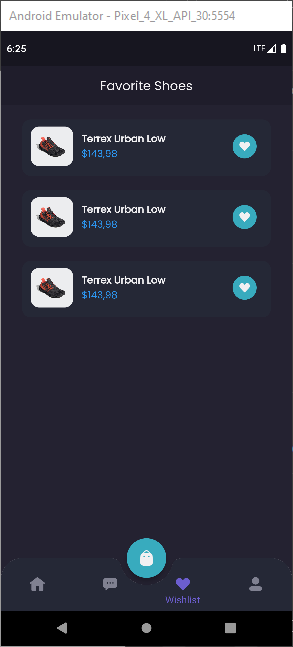 Android Emulator - Pixel_4_XL_API_30:5554
6:25 LTE
Favorite Shoes
Terrex Urban Low
$143,98
Terrex Urban Low
$143,98
Terrex Urban Low
$143,98
Wishlist